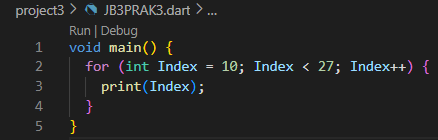 project3 > JB3PRAK3.dart > ...
Run | Debug
1 void main() {
2 for (int Index = 10; Index < 27; Index++) {
3 print(Index);
4 }
5 }